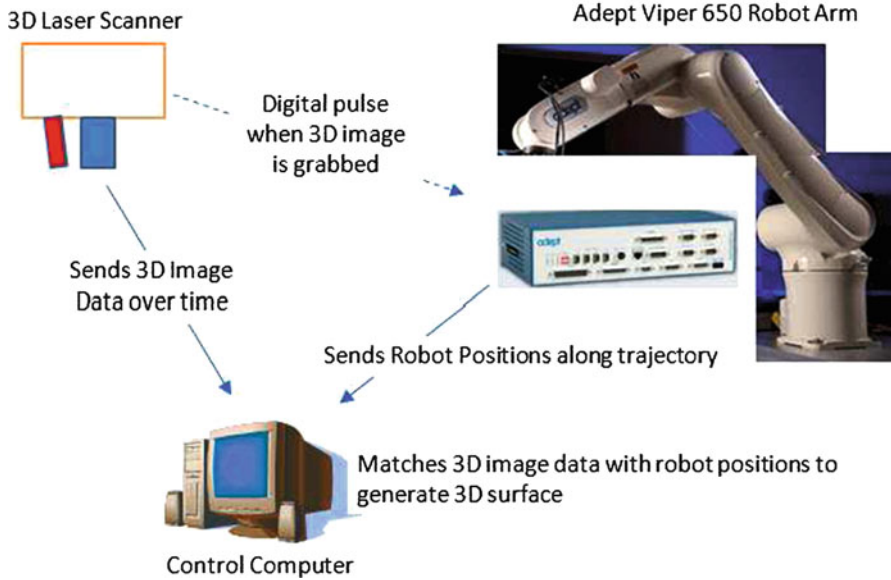 3D Laser Scanner
Adept Viper 650 Robot Arm
Digital pulse
when 3D image
is grabbed
adept
Sends 3D Image
Data over time
Sends Robot Positions along trajectory
Matches 3D image data with robot positions to
generate 3D surface
Control Computer